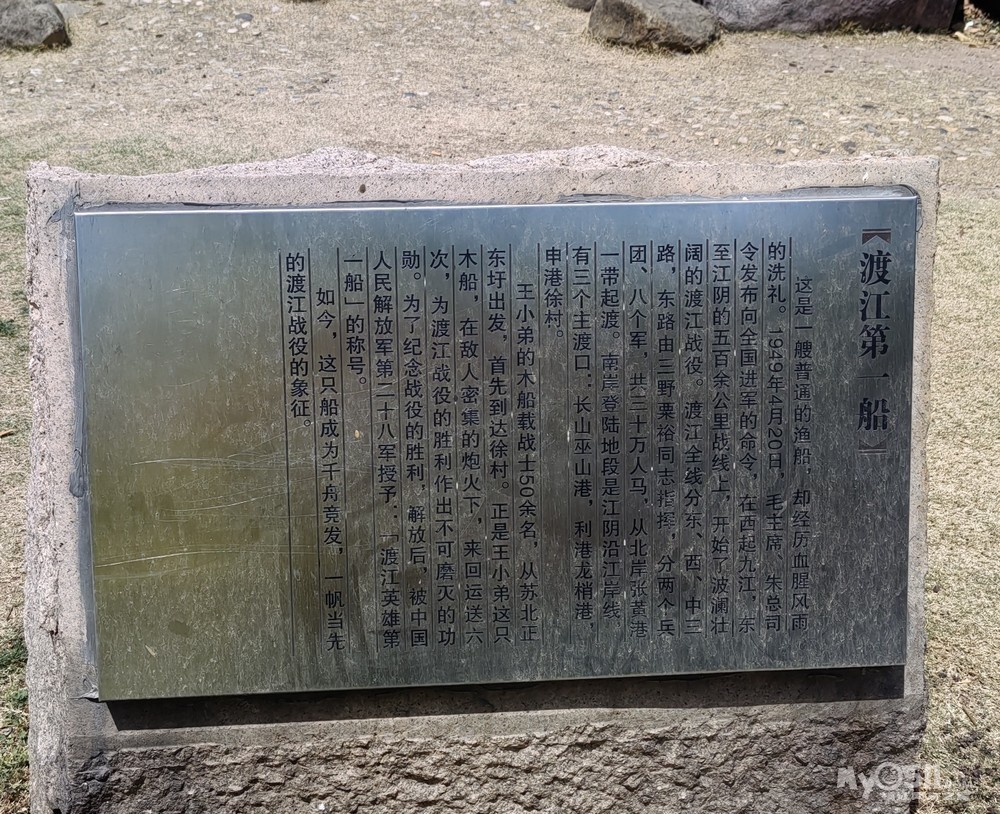 【渡江第一船】
这是一艘普通的渔船，却经历血腥风雨
的洗礼。1949年4月20日，毛主席、朱总司
令发布向全国进军的命令，在西起九江，东
至江阴的五百余公里战线上，开始了波澜壮
阔的渡江战役。渡江全线分东、西、中三
路，东路由三野粟裕同志指挥，分两个兵
团、八个军，共三十万人马，从北岸张黄港
一带起渡。南岸登陆地段是江阴沿江岸线，
有三个主渡口：长山巫山港，利港龙梢港，
申港徐村。
王小弟的木船载战士50余名，从苏北正
东圩出发，首先到达徐村。正是王小弟这只
木船，在敌人密集的炮火下，来回运送六
次，为渡江战役的胜利作出不可磨灭的功
勋。为了纪念战役的胜利，解放后，被中国
人民解放军第二十八军授予：「渡江英雄第
一船」的称号。
如今，这只船成为千舟竞发，一帆当先
的渡江战役的象征。